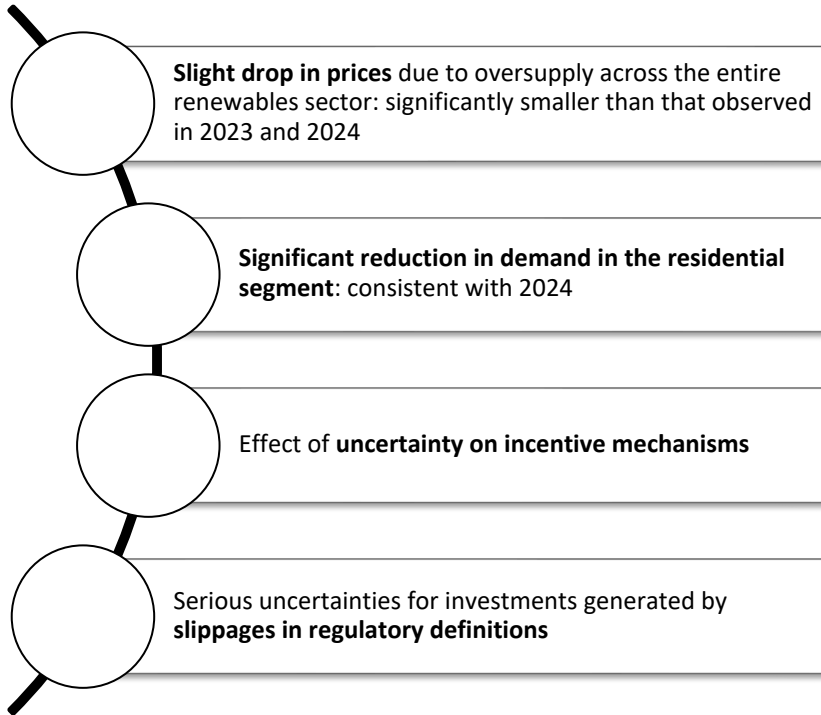 Slight drop in prices due to oversupply across the entire
renewables sector: significantly smaller than that observed
in 2023 and 2024
Significant reduction in demand in the residential
segment: consistent with 2024
Effect of uncertainty on incentive mechanisms
Serious uncertainties for investments generated by
slippages in regulatory definitions